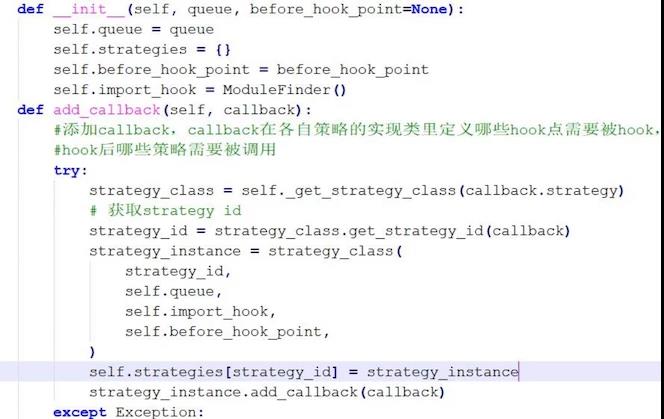 def __init__(self, queue, before_hook_point=None):
    self.queue = queue
    self.strategies = {}
    self.before_hook_point = before_hook_point
    self.import_hook = ModuleFinder()
def add_callback(self, callback):
    #添加callback，callback在各自策略的实现类里定义哪些hook点需要被hook，
    #hook后哪些策略需要被调用
    try:
        strategy_class = self._get_strategy_class(callback.strategy)
        # 获取strategy id
        strategy_id = strategy_class.get_strategy_id(callback)
        strategy_instance = strategy_class(
            strategy_id,
            self.queue,
            self.import_hook,
            self.before_hook_point,
        )
        self.strategies[strategy_id] = strategy_instance
        strategy_instance.add_callback(callback)
    except Exception: